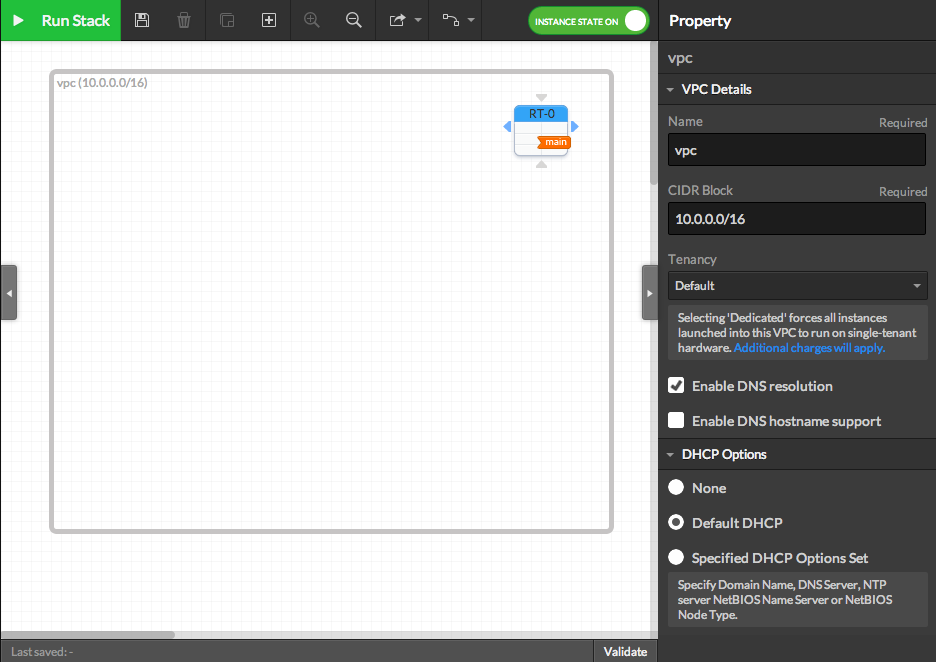 Run Stack
INSTANCE STATE ON
Property
vpc (10.0.0.0/16)
RT-0
main
vpc
VPC Details
Name Required
vpc
CIDR Block Required
10.0.0.0/16
Tenancy
Default
Selecting 'Dedicated' forces all instances
launched into this VPC to run on single-tenant
hardware. Additional charges will apply.
Enable DNS resolution
Enable DNS hostname support
DHCP Options
None
Default DHCP
Specified DHCP Options Set
Specify Domain Name, DNS Server, NTP
server NetBIOS Name Server or NetBIOS
Node Type.
Last saved: -
Validate